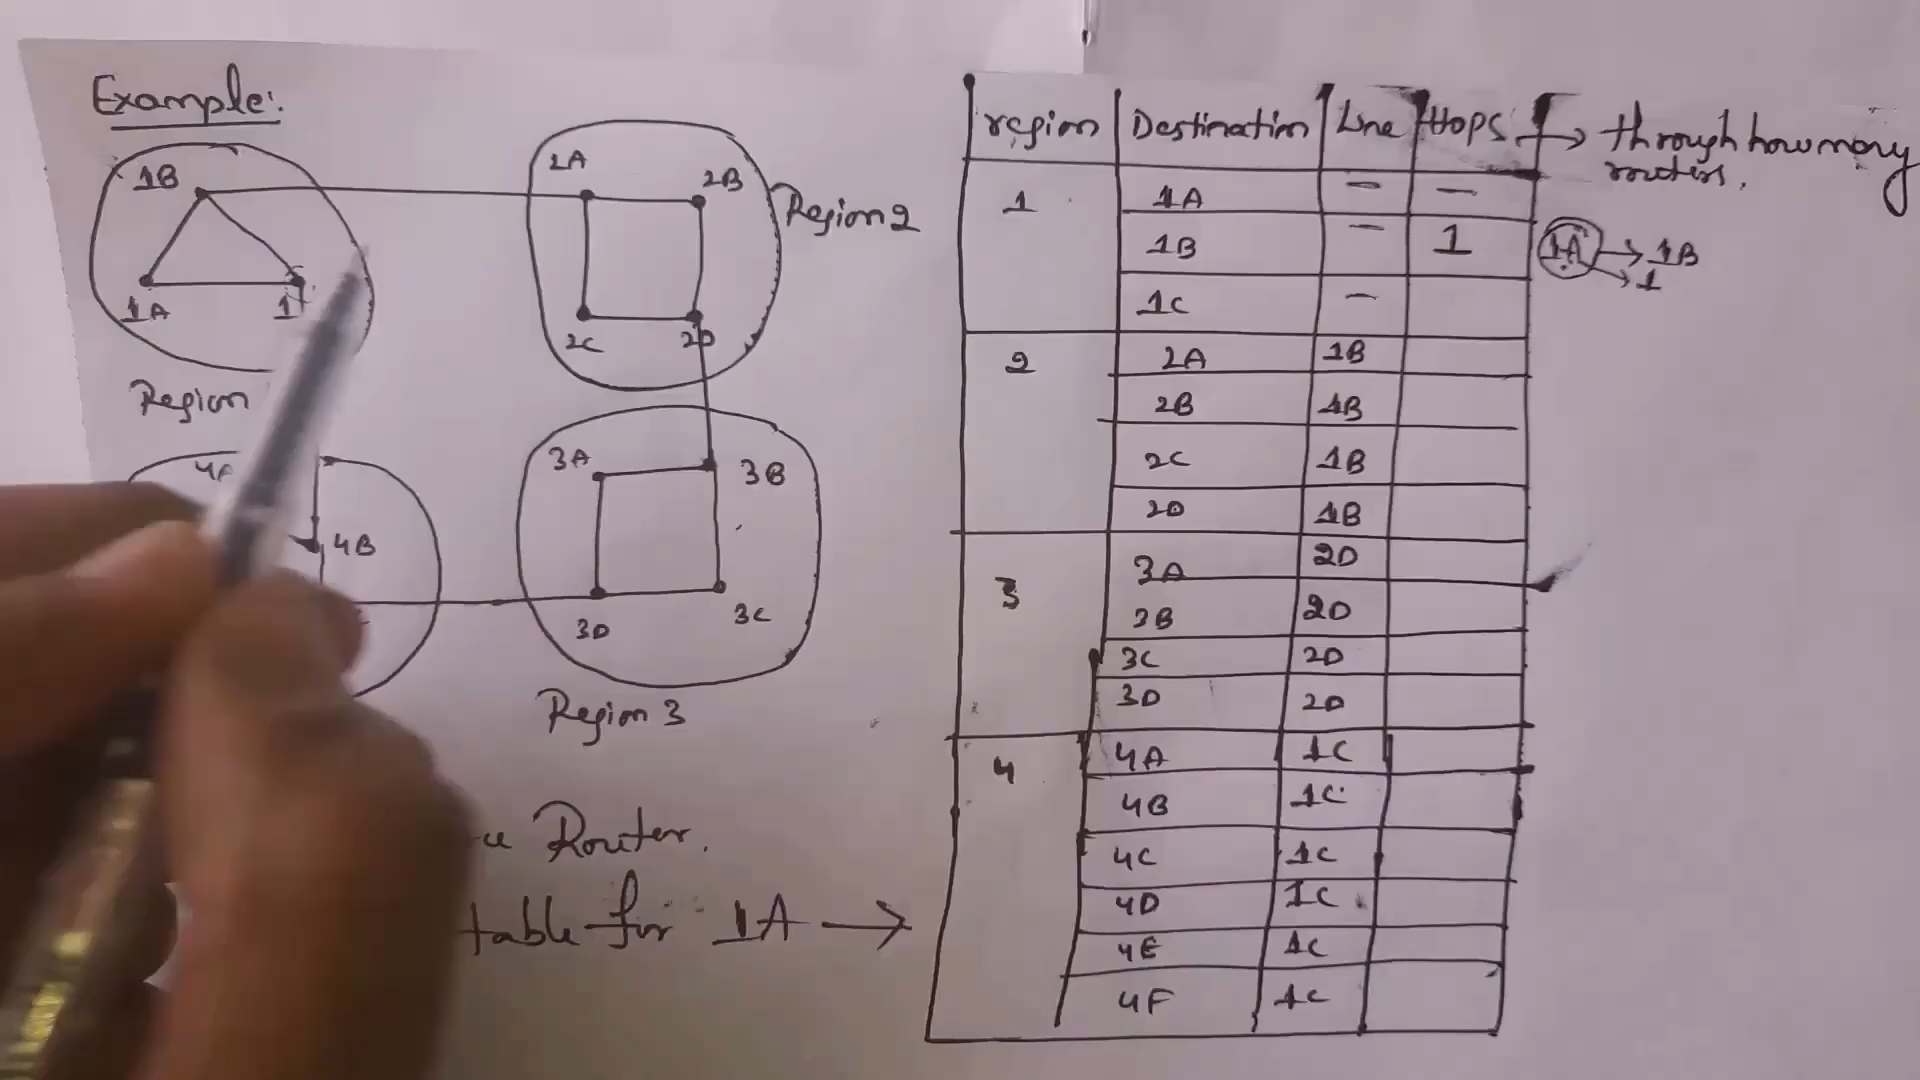 Example:
1B
1A
Region
2A
2B
2C
2D
Region 2
3A
3B
3D
3C
Region 3
4B
Router.
table for 1A →
region Destination Line Hops → through how many
routers.
1 1A – –
1B – 1
1C –
1A → 1B
→ 1
2 2A 1B
2B 1B
2C 1B
2D 1B
3 3A 2D
3B 2D
3C 2D
3D 2D
4 4A 1C
4B 1C
4C 1C
4D 1C
4E 1C
4F 1C